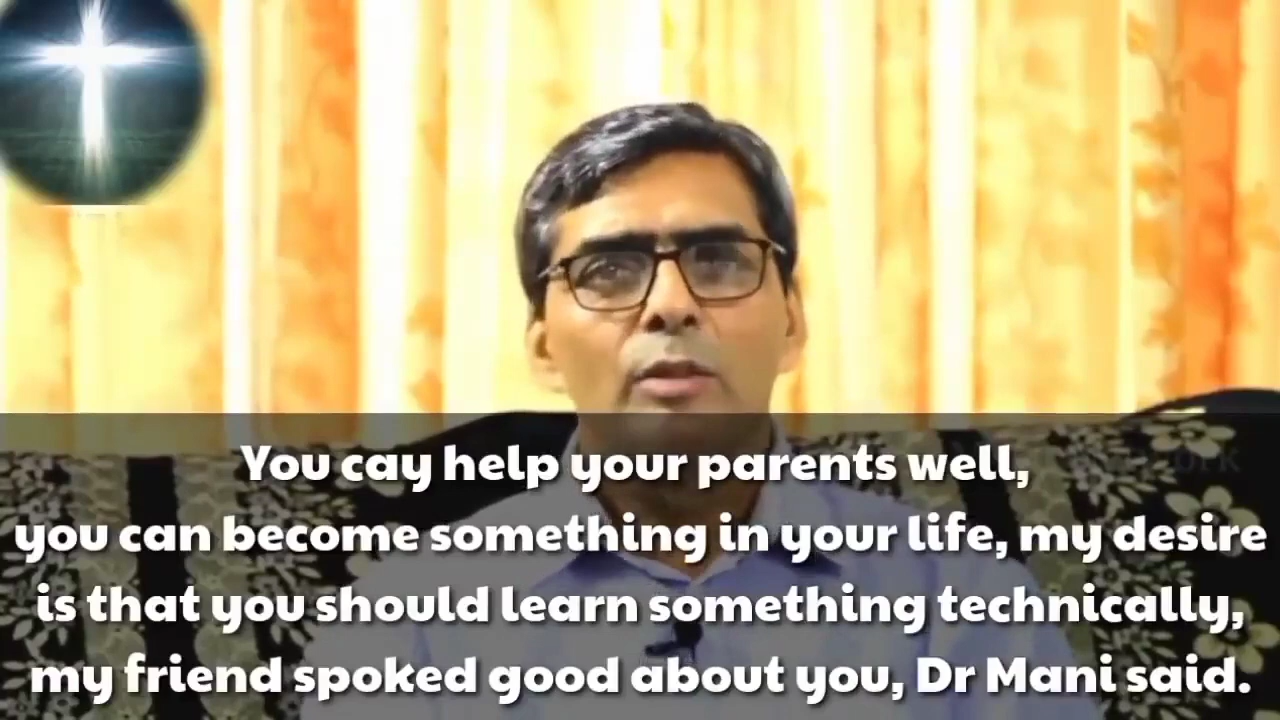 You cay help your parents well,
you can become something in your life, my desire
is that you should learn something technically,
my friend spoked good about you, Dr Mani said.